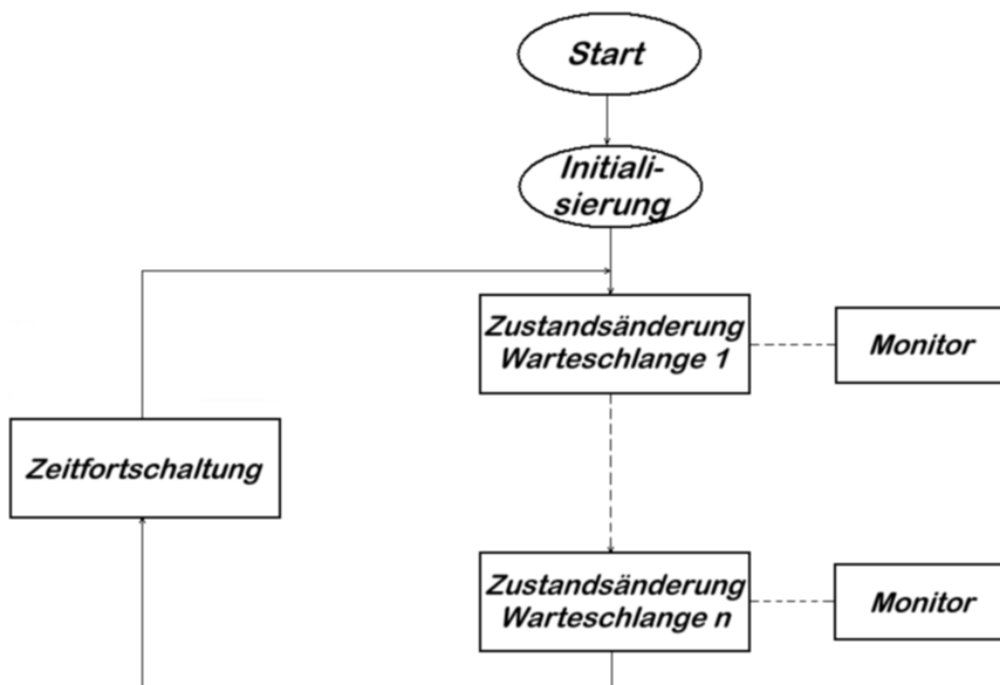 Start
Initiali-
sierung
Zustandsänderung
Warteschlange 1
Monitor
Zeitfortschaltung
Zustandsänderung
Warteschlange n
Monitor